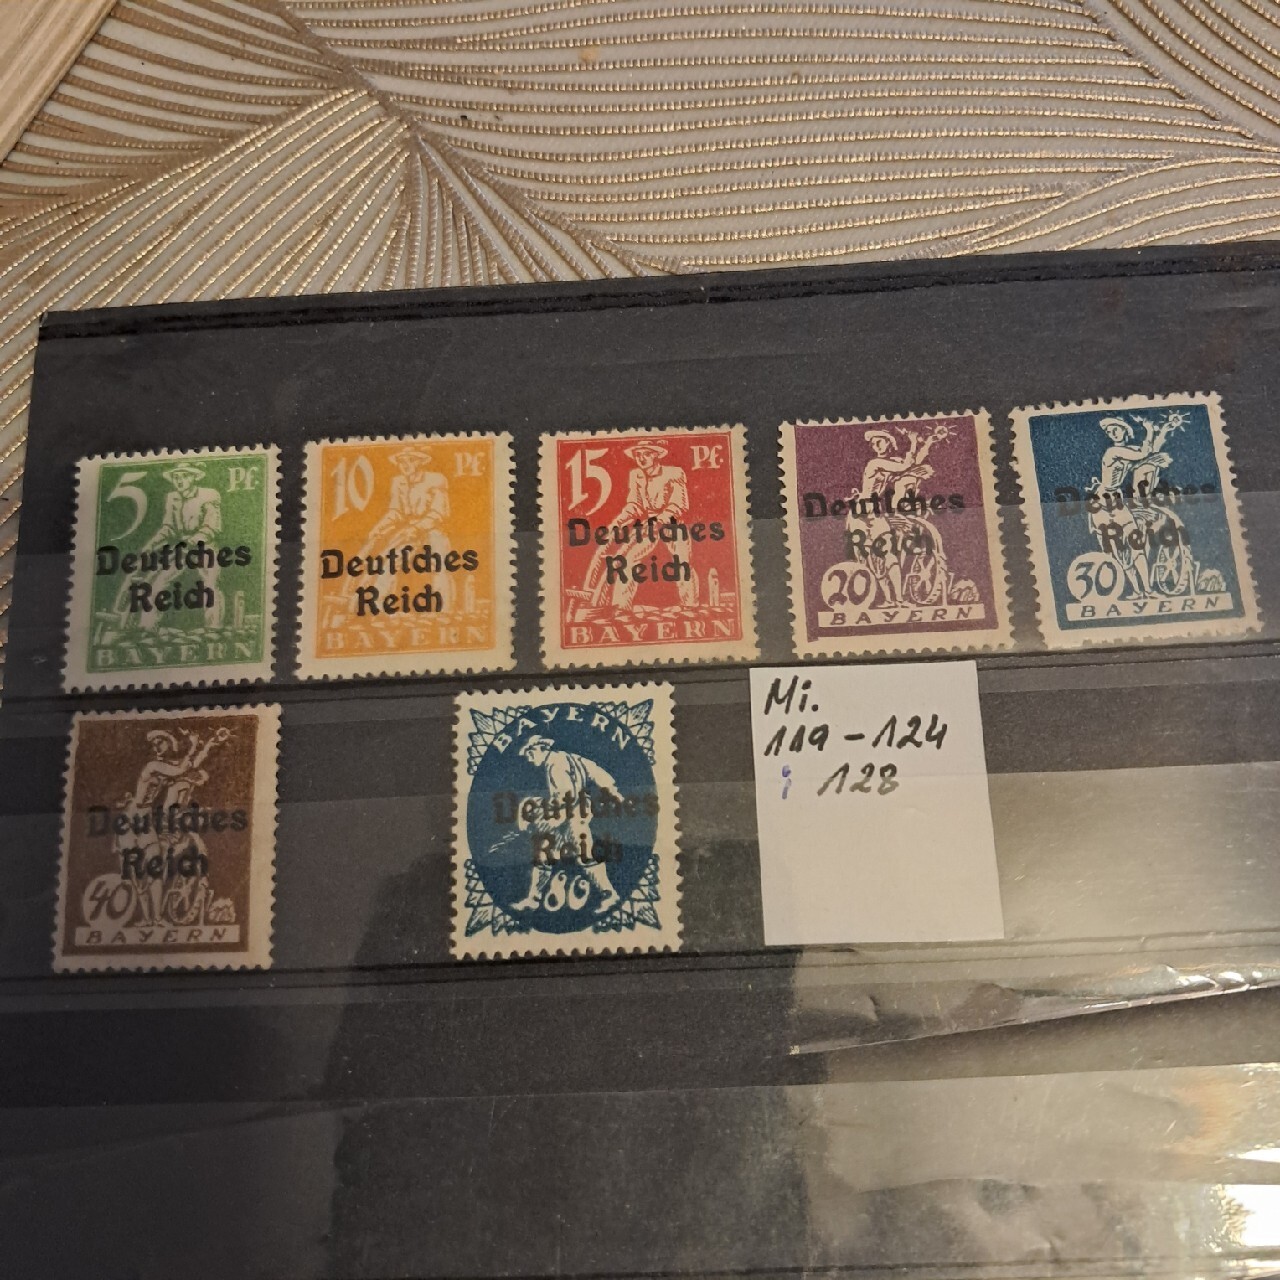 5 Pf.
Deutſches
Reich
BAYERN
10 Pf.
Deutſches
Reich
BAYERN
15 Pf.
Deutſches
Reich
BAYERN
Deutſches
Reich
20
BAYERN
Deutſches
Reich
30
BAYERN
Deutſches
Reich
40
BAYERN
BAYERN
Deutſches
Reich
80
Mi.
119-124
i 128